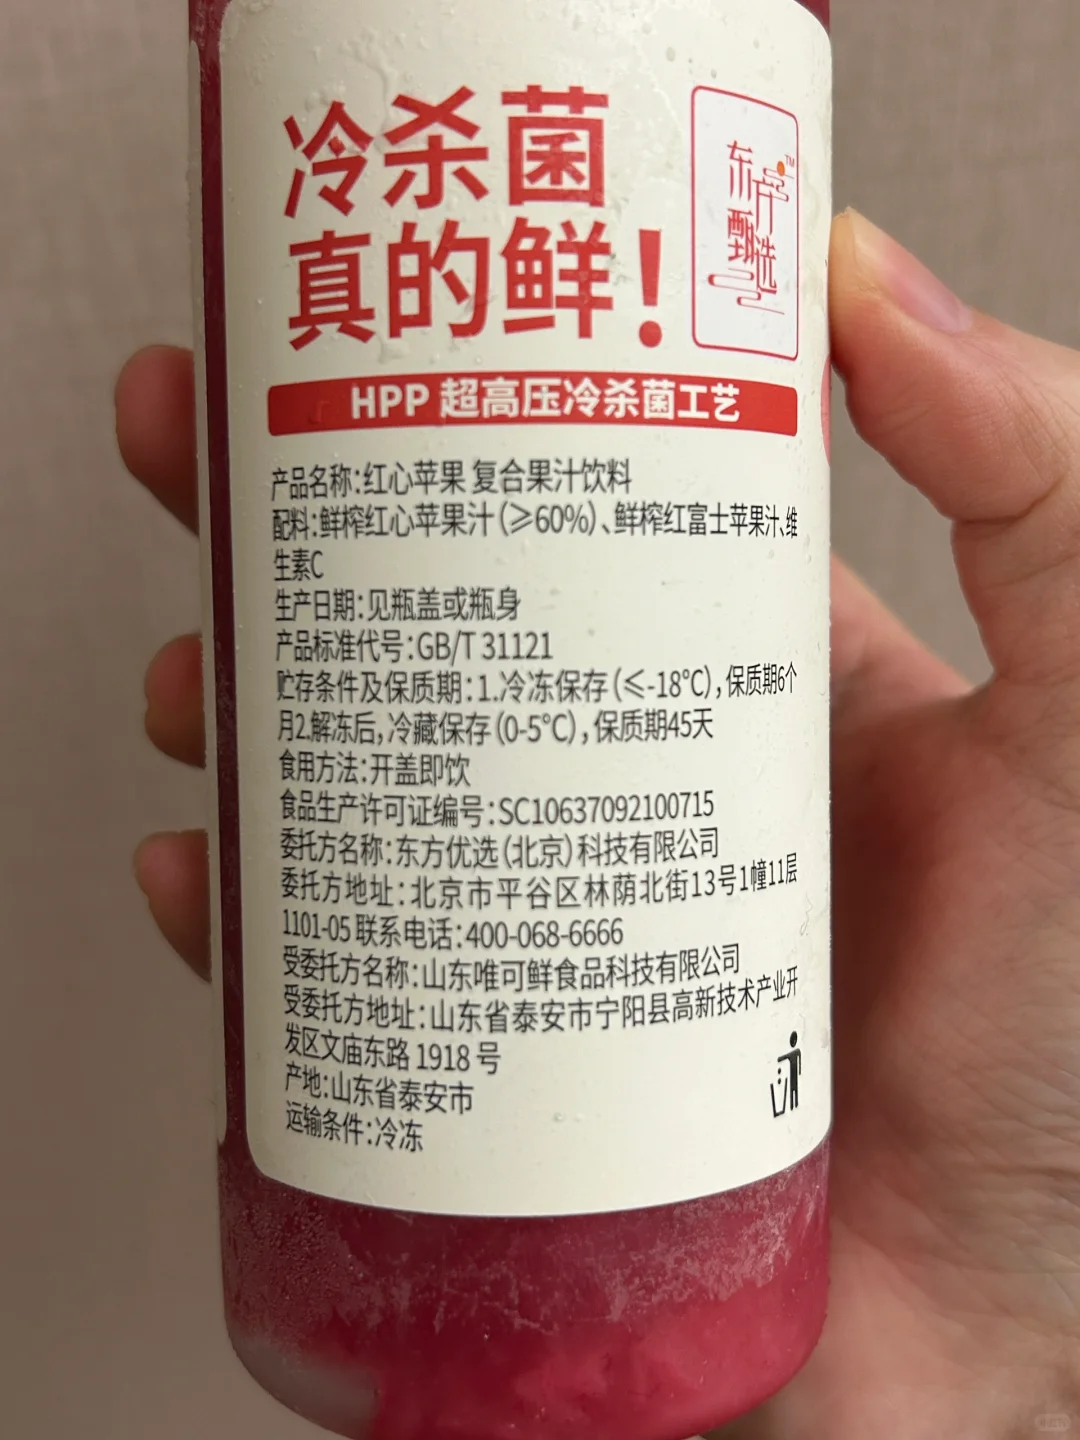 冷杀菌
真的鲜！
东方甄选™
HPP 超高压冷杀菌工艺
产品名称：红心苹果 复合果汁饮料
配料：鲜榨红心苹果汁（≥60%）、鲜榨红富士苹果汁、维
生素C
生产日期：见瓶盖或瓶身
产品标准代号：GB/T 31121
贮存条件及保质期：1.冷冻保存（≤-18℃），保质期6个
月2.解冻后，冷藏保存（0-5℃），保质期45天
食用方法：开盖即饮
食品生产许可证编号：SC10637092100715
委托方名称：东方优选（北京）科技有限公司
委托方地址：北京市平谷区林荫北街13号1幢11层
1101-05 联系电话：400-068-6666
受委托方名称：山东唯可鲜食品科技有限公司
受委托方地址：山东省泰安市宁阳县高新技术产业开
发区文庙东路 1918 号
产地：山东省泰安市
运输条件：冷冻